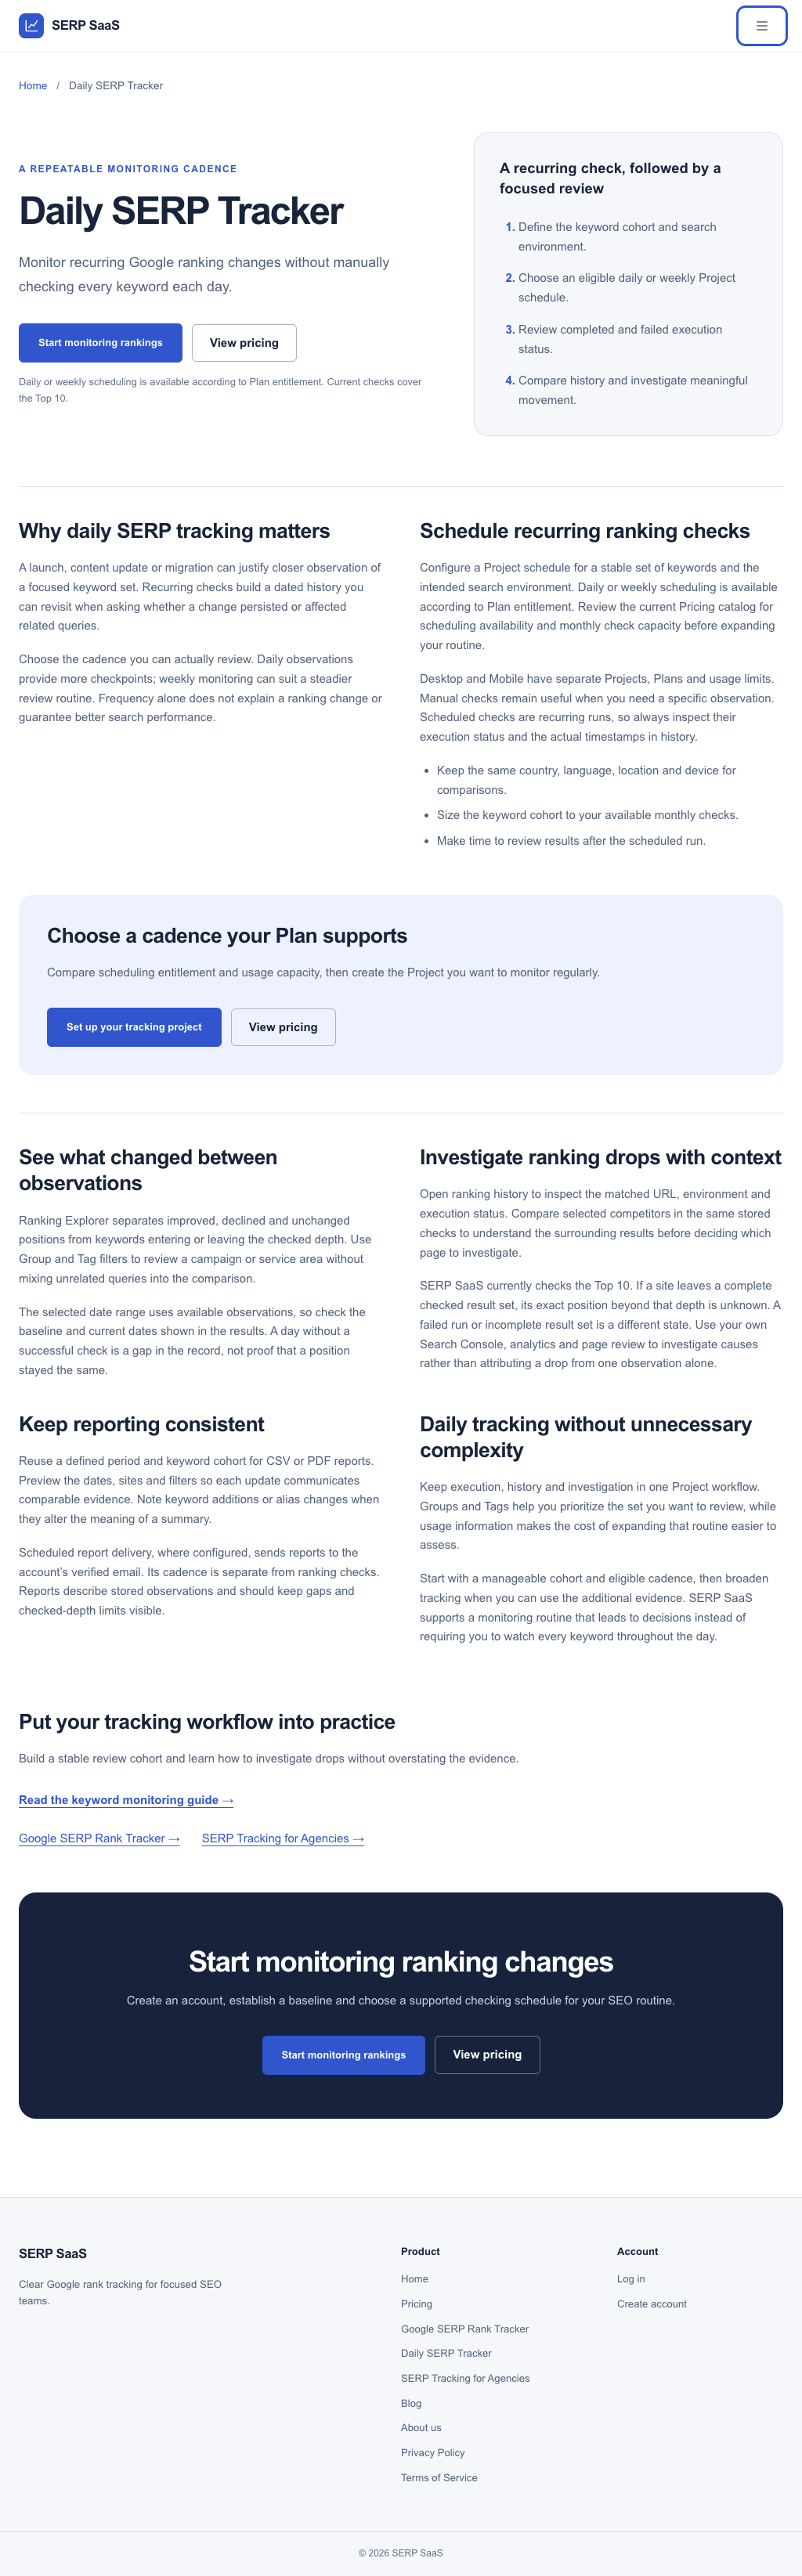 SERP SaaS
Home / Daily SERP Tracker
A REPEATABLE MONITORING CADENCE
Daily SERP Tracker
Monitor recurring Google ranking changes without manually
checking every keyword each day.
Start monitoring rankings
View pricing
Daily or weekly scheduling is available according to Plan entitlement. Current checks cover
the Top 10.
A recurring check, followed by a
focused review
1. Define the keyword cohort and search
environment.
2. Choose an eligible daily or weekly Project
schedule.
3. Review completed and failed execution
status.
4. Compare history and investigate meaningful
movement.
Why daily SERP tracking matters
A launch, content update or migration can justify closer observation of
a focused keyword set. Recurring checks build a dated history you
can revisit when asking whether a change persisted or affected
related queries.
Choose the cadence you can actually review. Daily observations
provide more checkpoints; weekly monitoring can suit a steadier
review routine. Frequency alone does not explain a ranking change or
guarantee better search performance.
Schedule recurring ranking checks
Configure a Project schedule for a stable set of keywords and the
intended search environment. Daily or weekly scheduling is available
according to Plan entitlement. Review the current Pricing catalog for
scheduling availability and monthly check capacity before expanding
your routine.
Desktop and Mobile have separate Projects, Plans and usage limits.
Manual checks remain useful when you need a specific observation.
Scheduled checks are recurring runs, so always inspect their
execution status and the actual timestamps in history.
• Keep the same country, language, location and device for
comparisons.
• Size the keyword cohort to your available monthly checks.
• Make time to review results after the scheduled run.
Choose a cadence your Plan supports
Compare scheduling entitlement and usage capacity, then create the Project you want to monitor regularly.
Set up your tracking project
View pricing
See what changed between
observations
Ranking Explorer separates improved, declined and unchanged
positions from keywords entering or leaving the checked depth. Use
Group and Tag filters to review a campaign or service area without
mixing unrelated queries into the comparison.
The selected date range uses available observations, so check the
baseline and current dates shown in the results. A day without a
successful check is a gap in the record, not proof that a position
stayed the same.
Investigate ranking drops with context
Open ranking history to inspect the matched URL, environment and
execution status. Compare selected competitors in the same stored
checks to understand the surrounding results before deciding which
page to investigate.
SERP SaaS currently checks the Top 10. If a site leaves a complete
checked result set, its exact position beyond that depth is unknown. A
failed run or incomplete result set is a different state. Use your own
Search Console, analytics and page review to investigate causes
rather than attributing a drop from one observation alone.
Keep reporting consistent
Reuse a defined period and keyword cohort for CSV or PDF reports.
Preview the dates, sites and filters so each update communicates
comparable evidence. Note keyword additions or alias changes when
they alter the meaning of a summary.
Scheduled report delivery, where configured, sends reports to the
account’s verified email. Its cadence is separate from ranking checks.
Reports describe stored observations and should keep gaps and
checked-depth limits visible.
Daily tracking without unnecessary
complexity
Keep execution, history and investigation in one Project workflow.
Groups and Tags help you prioritize the set you want to review, while
usage information makes the cost of expanding that routine easier to
assess.
Start with a manageable cohort and eligible cadence, then broaden
tracking when you can use the additional evidence. SERP SaaS
supports a monitoring routine that leads to decisions instead of
requiring you to watch every keyword throughout the day.
Put your tracking workflow into practice
Build a stable review cohort and learn how to investigate drops without overstating the evidence.
Read the keyword monitoring guide →
Google SERP Rank Tracker →
SERP Tracking for Agencies →
Start monitoring ranking changes
Create an account, establish a baseline and choose a supported checking schedule for your SEO routine.
Start monitoring rankings
View pricing
SERP SaaS
Clear Google rank tracking for focused SEO
teams.
Product
Home
Pricing
Google SERP Rank Tracker
Daily SERP Tracker
SERP Tracking for Agencies
Blog
About us
Privacy Policy
Terms of Service
Account
Log in
Create account
© 2026 SERP SaaS